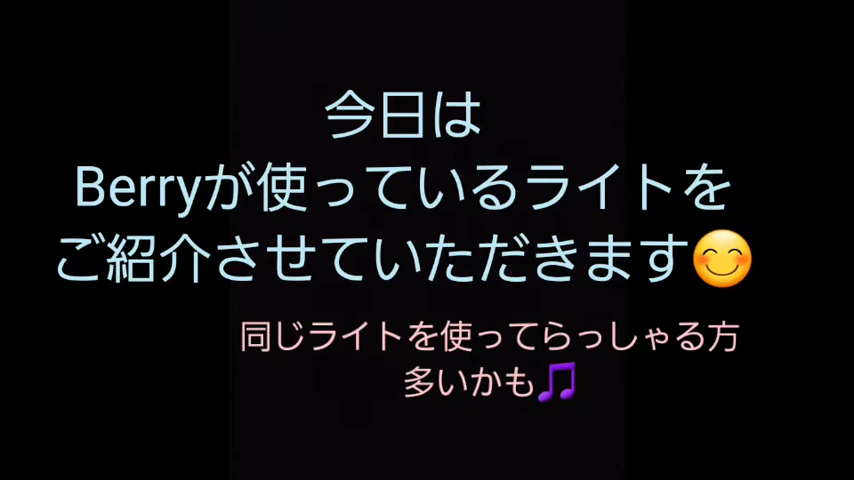 今日は
Berryが使っているライトを
ご紹介させていただきます😊
同じライトを使ってらっしゃる方
多いかも🎵